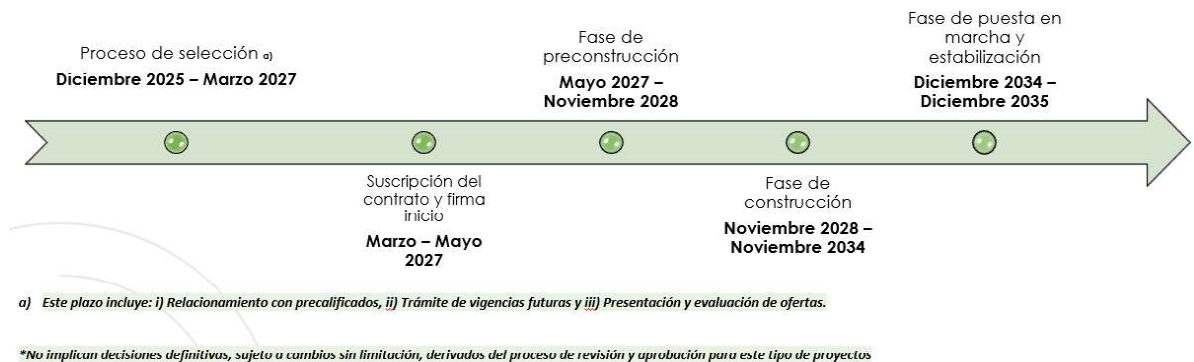 Proceso de selección a)
Diciembre 2025 – Marzo 2027
Suscripción del
contrato y firma
inicio
Marzo – Mayo
2027
Fase de
preconstrucción
Mayo 2027 –
Noviembre 2028
Fase de
construcción
Noviembre 2028 –
Noviembre 2034
Fase de puesta en
marcha y
estabilización
Diciembre 2034 –
Diciembre 2035
a) Este plazo incluye: i) Relacionamiento con precalificados, ii) Trámite de vigencias futuras y iii) Presentación y evaluación de ofertas.
*No implican decisiones definitivas, sujeto a cambios sin limitación, derivados del proceso de revisión y aprobación para este tipo de proyectos